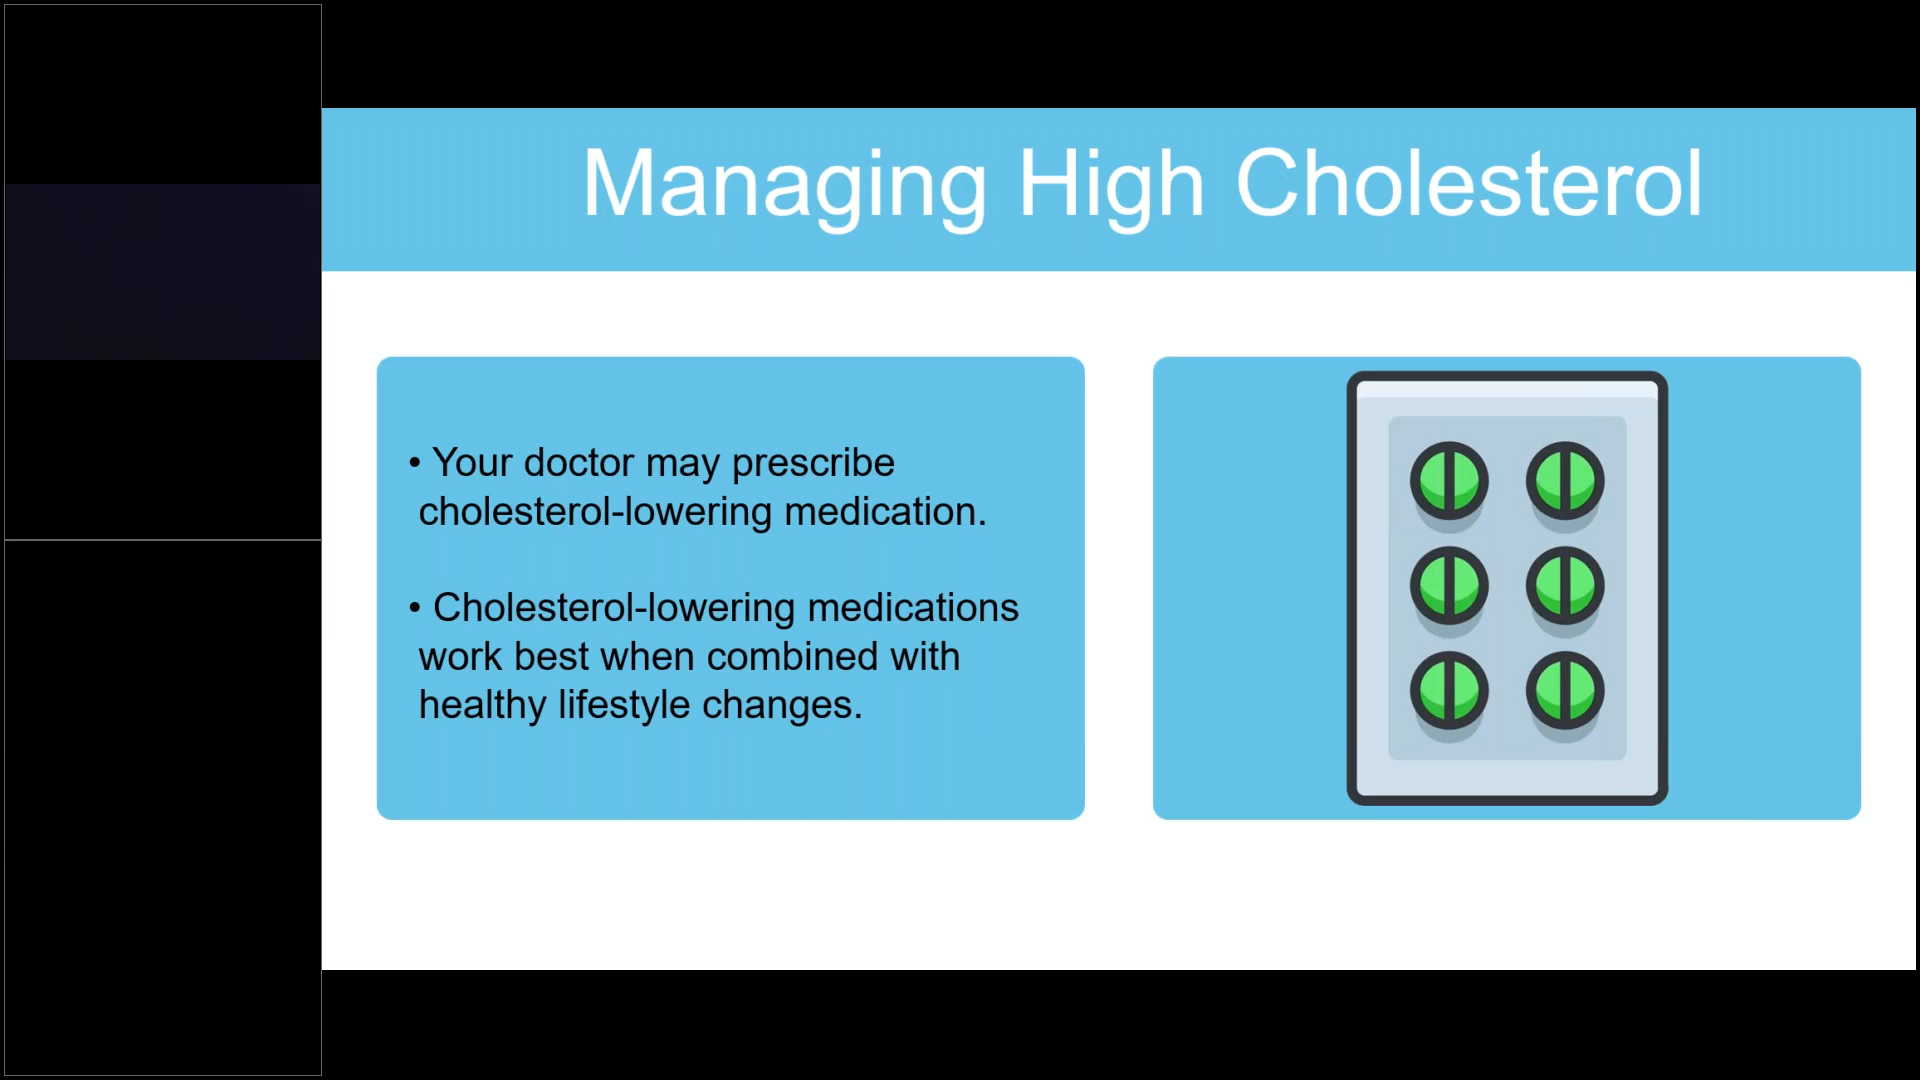 Managing High Cholesterol
• Your doctor may prescribe
cholesterol-lowering medication.
• Cholesterol-lowering medications
work best when combined with
healthy lifestyle changes.